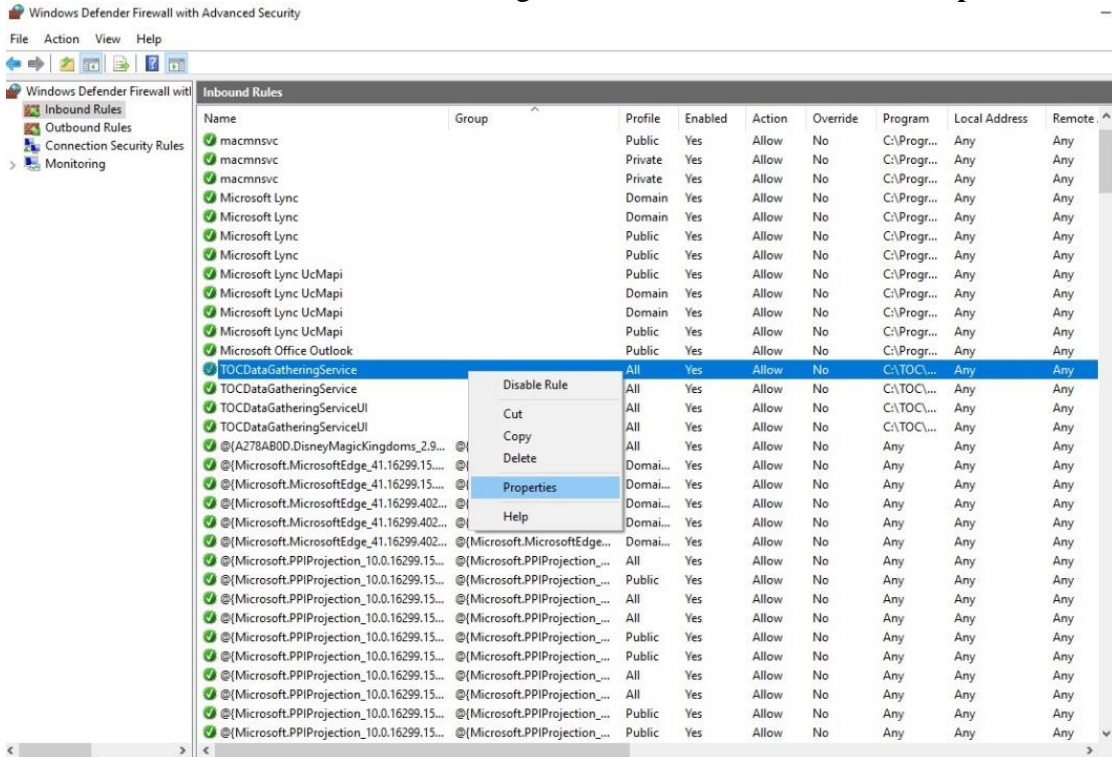 Windows Defender Firewall with Advanced Security
File Action View Help
Windows Defender Firewall witl
Inbound Rules
Outbound Rules
Connection Security Rules
Monitoring
Inbound Rules
Name Group Profile Enabled Action Override Program Local Address Remote
macmnsvc Public Yes Allow No C:\Progr... Any Any
macmnsvc Private Yes Allow No C:\Progr... Any Any
macmnsvc Private Yes Allow No C:\Progr... Any Any
Microsoft Lync Domain Yes Allow No C:\Progr... Any Any
Microsoft Lync Domain Yes Allow No C:\Progr... Any Any
Microsoft Lync Public Yes Allow No C:\Progr... Any Any
Microsoft Lync Public Yes Allow No C:\Progr... Any Any
Microsoft Lync UcMapi Public Yes Allow No C:\Progr... Any Any
Microsoft Lync UcMapi Domain Yes Allow No C:\Progr... Any Any
Microsoft Lync UcMapi Domain Yes Allow No C:\Progr... Any Any
Microsoft Lync UcMapi Public Yes Allow No C:\Progr... Any Any
Microsoft Office Outlook Public Yes Allow No C:\Progr... Any Any
TOCDataGatheringService All Yes Allow No C:\TOC\... Any Any
TOCDataGatheringService All Yes Allow No C:\TOC\... Any Any
TOCDataGatheringServiceUI All Yes Allow No C:\TOC\... Any Any
TOCDataGatheringServiceUI All Yes Allow No C:\TOC\... Any Any
@{A278AB0D.DisneyMagicKingdoms_2.9... @{ All Yes Allow No Any Any Any
@{Microsoft.MicrosoftEdge_41.16299.15.... @{ Domai... Yes Allow No Any Any Any
@{Microsoft.MicrosoftEdge_41.16299.15.... @{ Domai... Yes Allow No Any Any Any
@{Microsoft.MicrosoftEdge_41.16299.402... @{ Domai... Yes Allow No Any Any Any
@{Microsoft.MicrosoftEdge_41.16299.402... @{ Domai... Yes Allow No Any Any Any
@{Microsoft.MicrosoftEdge_41.16299.402... @{Microsoft.MicrosoftEdge... Domai... Yes Allow No Any Any Any
@{Microsoft.PPIProjection_10.0.16299.15... @{Microsoft.PPIProjection_... All Yes Allow No Any Any Any
@{Microsoft.PPIProjection_10.0.16299.15... @{Microsoft.PPIProjection_... Public Yes Allow No Any Any Any
@{Microsoft.PPIProjection_10.0.16299.15... @{Microsoft.PPIProjection_... All Yes Allow No Any Any Any
@{Microsoft.PPIProjection_10.0.16299.15... @{Microsoft.PPIProjection_... All Yes Allow No Any Any Any
@{Microsoft.PPIProjection_10.0.16299.15... @{Microsoft.PPIProjection_... Public Yes Allow No Any Any Any
@{Microsoft.PPIProjection_10.0.16299.15... @{Microsoft.PPIProjection_... Public Yes Allow No Any Any Any
@{Microsoft.PPIProjection_10.0.16299.15... @{Microsoft.PPIProjection_... All Yes Allow No Any Any Any
@{Microsoft.PPIProjection_10.0.16299.15... @{Microsoft.PPIProjection_... All Yes Allow No Any Any Any
@{Microsoft.PPIProjection_10.0.16299.15... @{Microsoft.PPIProjection_... Public Yes Allow No Any Any Any
@{Microsoft.PPIProjection_10.0.16299.15... @{Microsoft.PPIProjection_... Public Yes Allow No Any Any Any
Disable Rule
Cut
Copy
Delete
Properties
Help